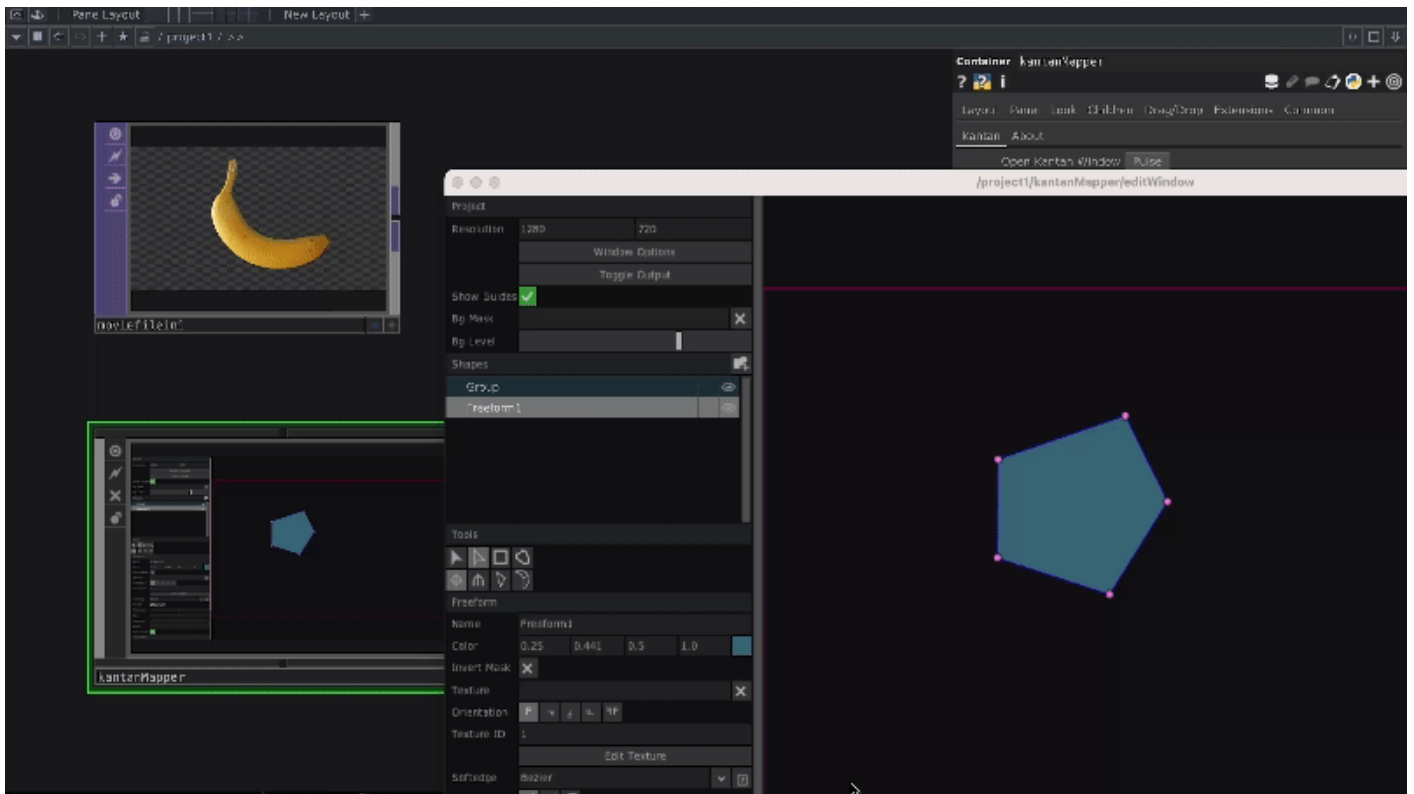 Pane Layout New Layout +
/ project1 / >>
Container kantanMapper
? ? i
Layout Panel Look Children Drag/Drop Extensions Common
Kantan About
Open Kantan Window Pulse
/project1/kantanMapper/editWindow
Project
Resolution 1280 720
Window Options
Toggle Output
Show Guides
Bg Mask
Bg Level
Shapes
Group
Freeform1
Tools
Freeform
Name Freeform1
Color 0.25 0.441 0.5 1.0
Invert Mask
Texture
Orientation
Texture ID 1
Edit Texture
Softedge Bezier
moviefilein1
kantanMapper